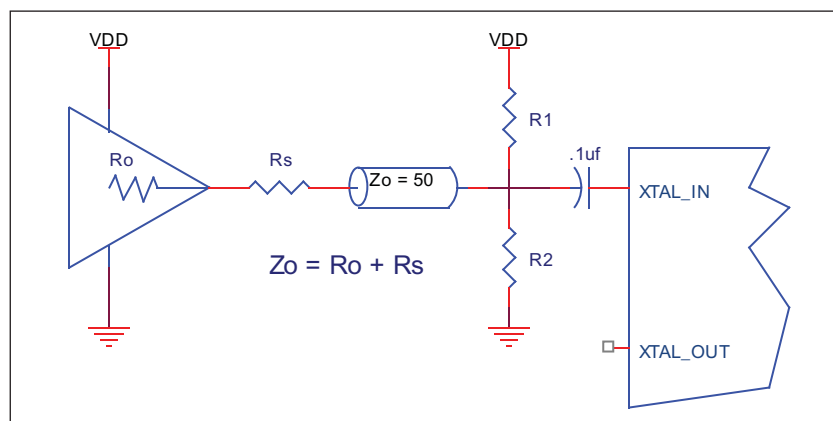 VDD
VDD
R1
Ro
Rs
Zo = 50
.1uf
XTAL_IN
Zo = Ro + Rs
R2
XTAL_OUT